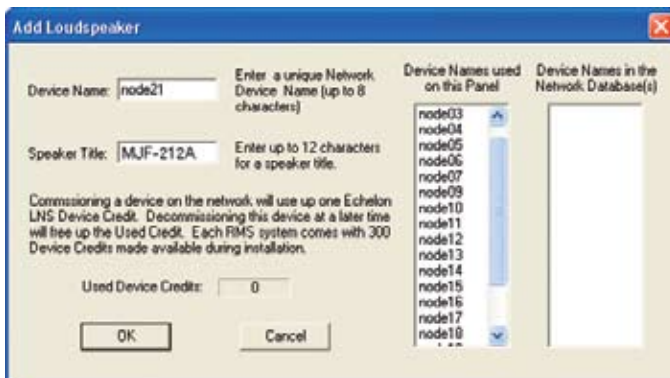 Add Loudspeaker
Device Name: node21
Enter a unique Network
Device Name (up to 8
characters)
Speaker Title: MJF-212A
Enter up to 12 characters
for a speaker title.
Commssioning a device on the network will use up one Echelon
LNS Device Credit. Decommissioning this device at a later time
will free up the Used Credit. Each RMS system comes with 300
Device Credits made available during installation.
Used Device Credits: 0
OK
Cancel
Device Names used
on this Panel
node03
node04
node05
node06
node07
node09
node10
node11
node12
node13
node14
node15
node16
node17
node18
Device Names in the
Network Database(s)